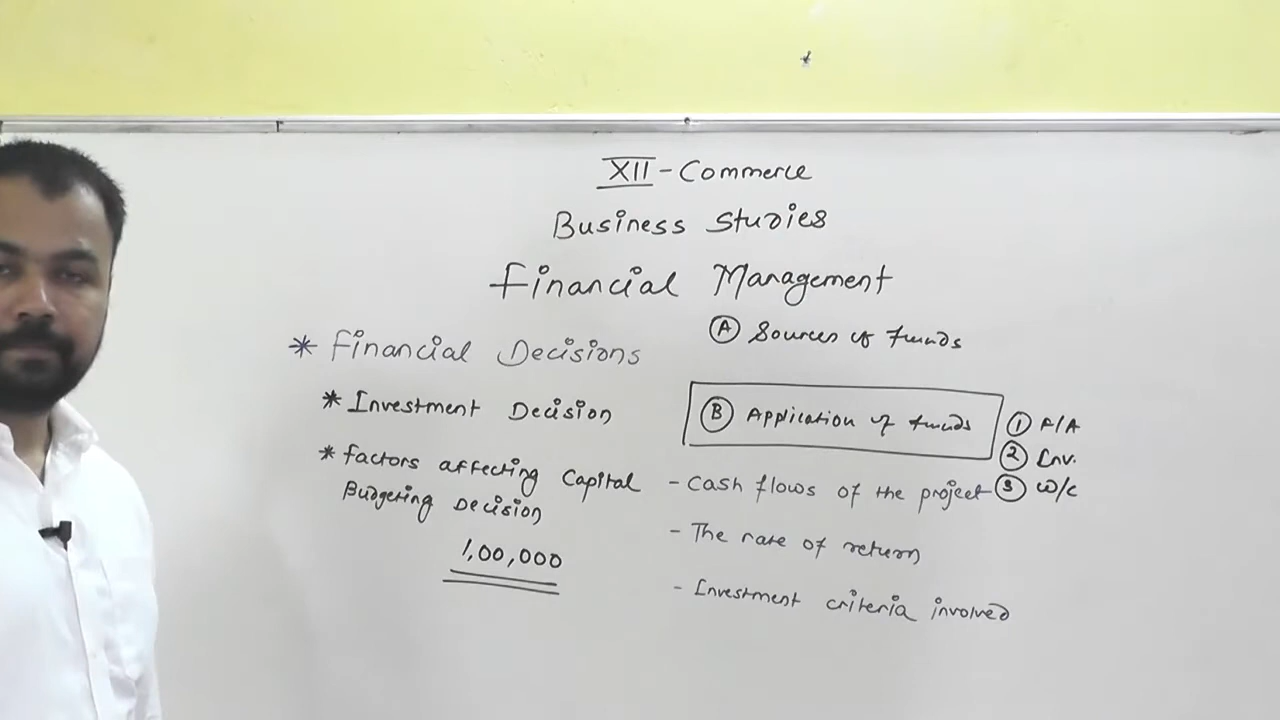 XII - Commerce
Business Studies
Financial Management
* Financial Decisions
Ⓐ Sources of funds
* Investment Decision
Ⓑ Application of funds
① F/A
② Inv.
③ W/C
* factors affecting Capital
Budgeting Decision
1,00,000
- Cash flows of the project
- The rate of return
- Investment criteria involved